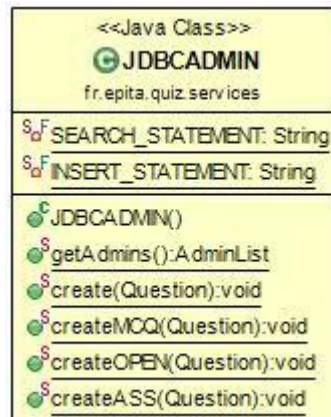 <<Java Class>>
JDBCADMIN
fr.epita.quiz.services
SEARCH_STATEMENT: String
INSERT_STATEMENT: String
JDBCADMIN()
getAdmins():AdminList
create(Question):void
createMCQ(Question):void
createOPEN(Question):void
createASS(Question):void